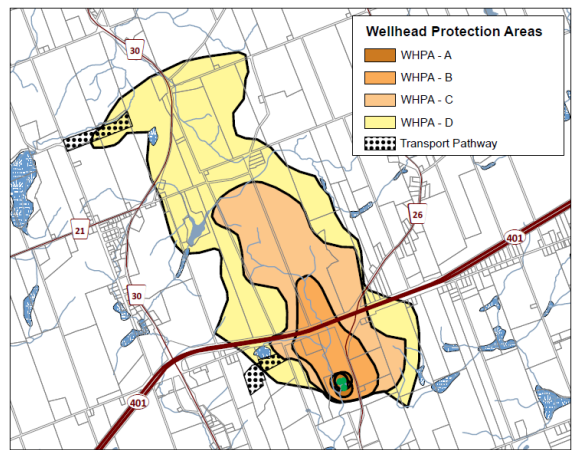 Wellhead Protection Areas
WHPA - A
WHPA - B
WHPA - C
WHPA - D
Transport Pathway
30
26
401
21
30
401